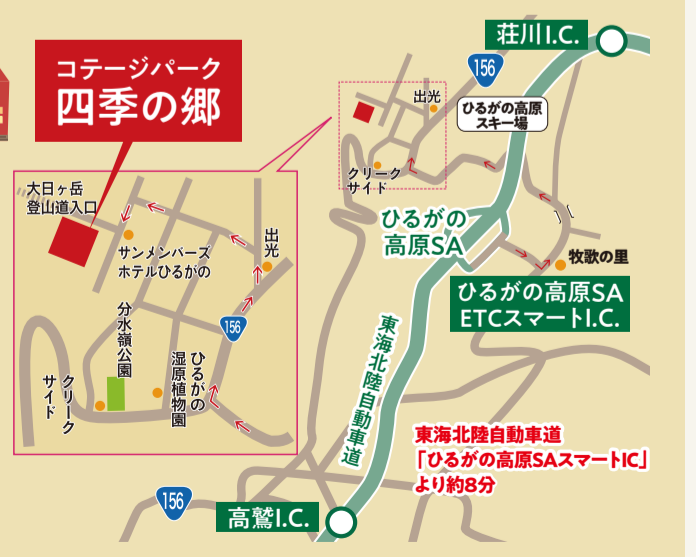 荘川I.C.
156
コテージパーク
四季の郷
出光
ひるがの高原
スキー場
クリーク
サイド
大日ヶ岳
登山道入口
ひるがの
高原SA
出光
サンメンバーズ
ホテルひるがの
牧歌の里
ひるがの高原SA
ETCスマートI.C.
分水嶺公園
156
ひるがの
湿原植物園
クリーク
サイド
東海北陸自動車道
東海北陸自動車道
「ひるがの高原SAスマートIC」
より約8分
156
高鷲I.C.